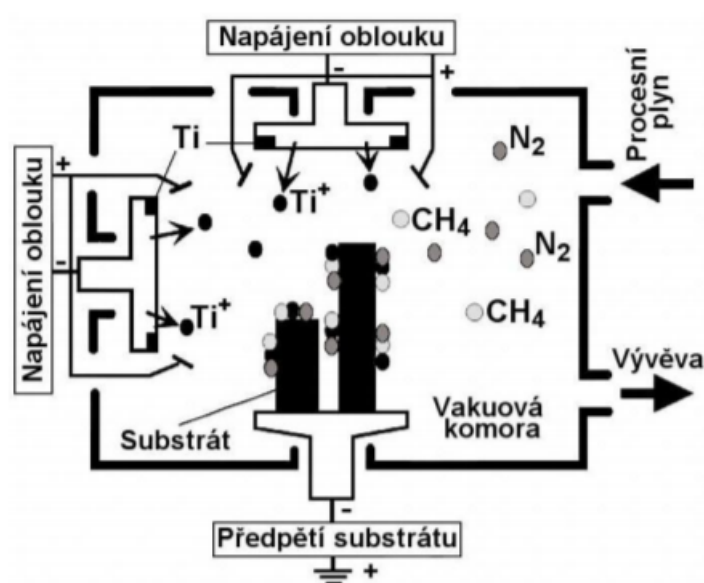 Napájení oblouku
- +
Procesní
plyn
Ti
N₂
Napájení oblouku
+
-
Ti⁺
CH₄
N₂
Ti⁺
CH₄
Vývěva
Substrát
Vakuová
komora
-
Předpětí substrátu
+